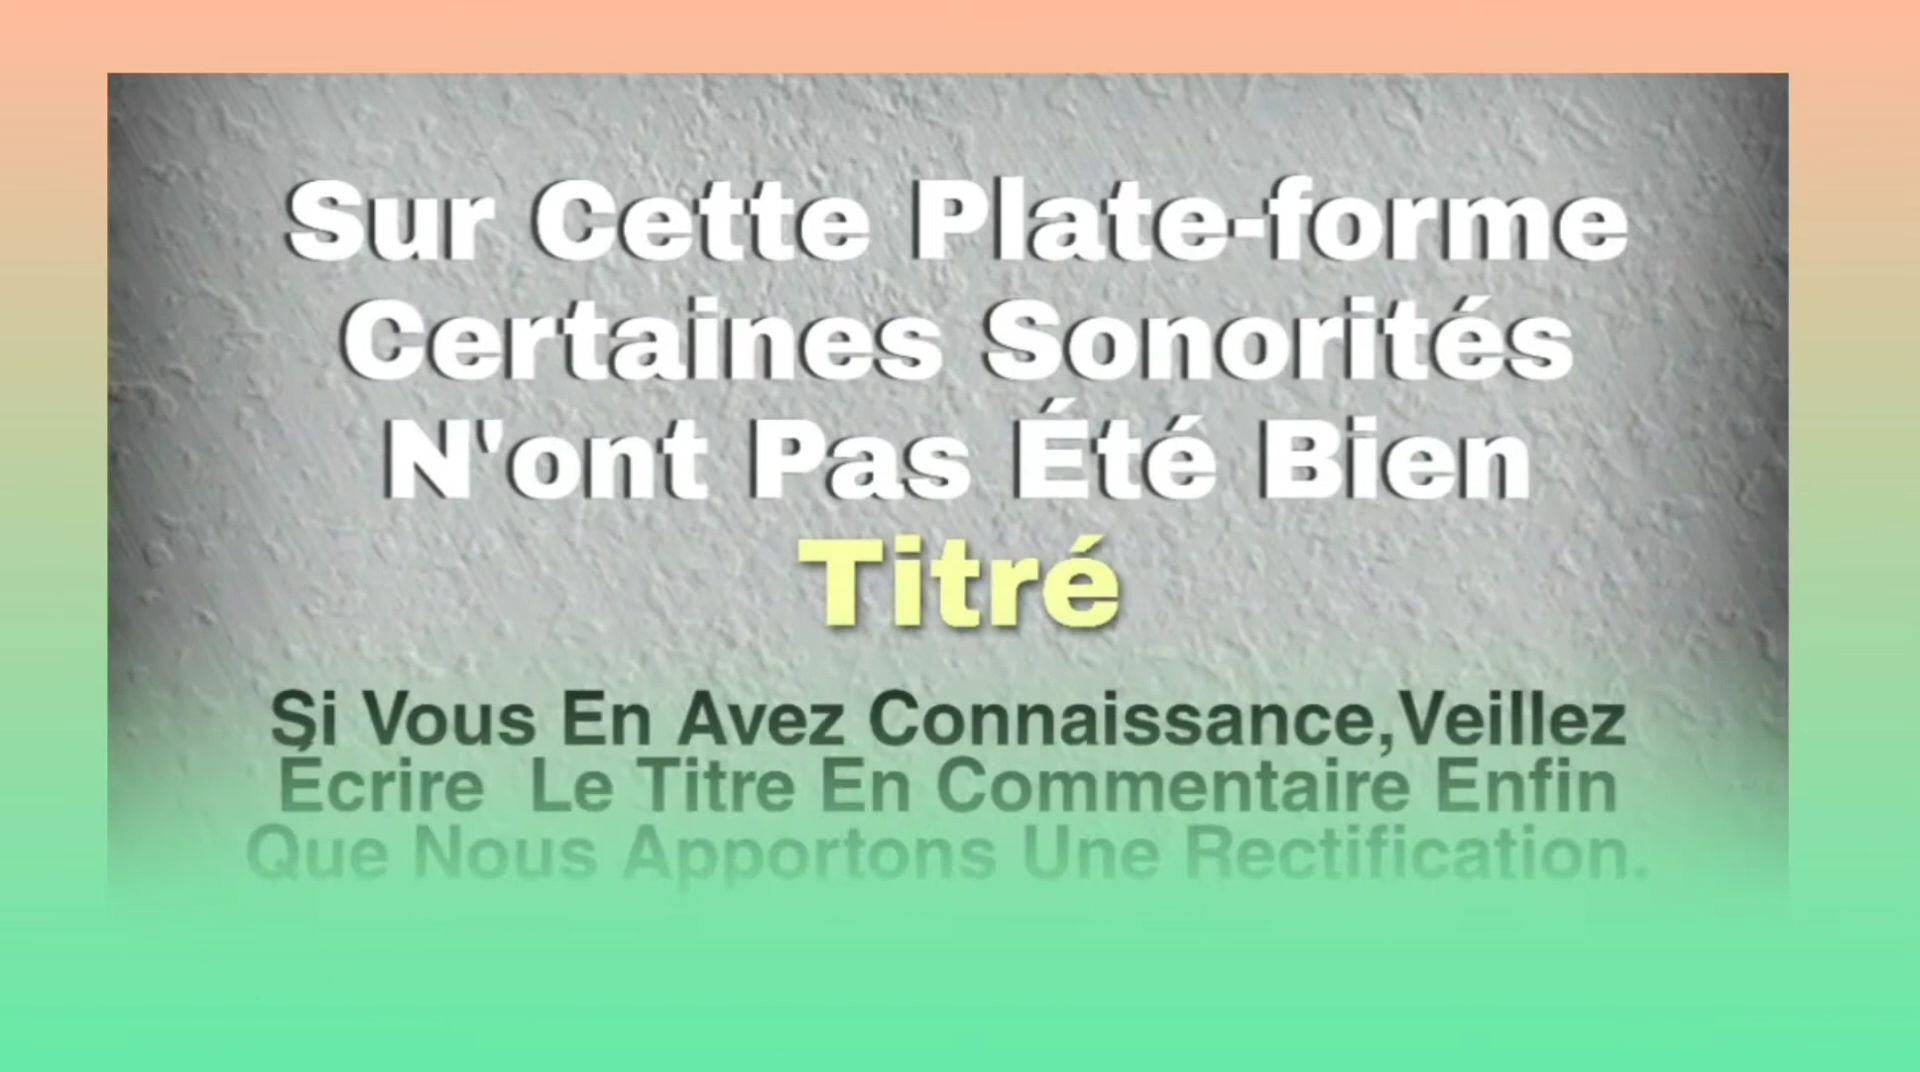 Sur Cette Plate-forme
Certaines Sonorités
N'ont Pas Été Bien
Titré
Si Vous En Avez Connaissance,Veillez
Écrire  Le Titre En Commentaire Enfin
Que Nous Apportons Une Rectification.